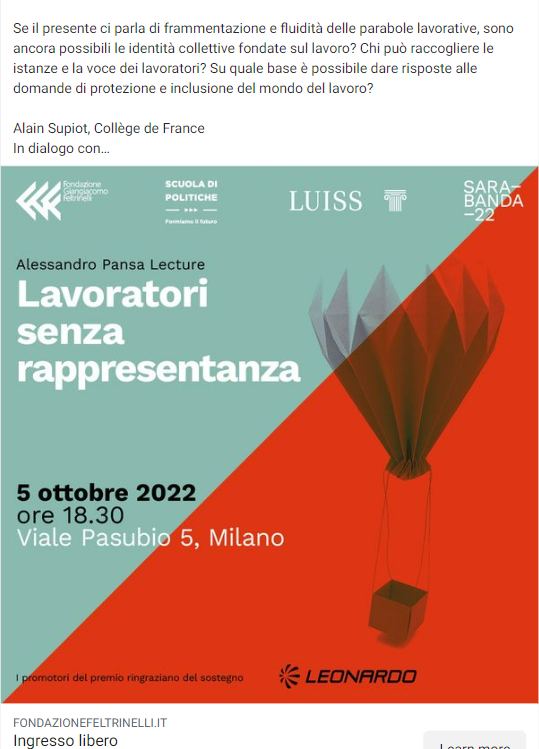 Se il presente ci parla di frammentazione e fluidità delle parabole lavorative, sono
ancora possibili le identità collettive fondate sul lavoro? Chi può raccogliere le
istanze e la voce dei lavoratori? Su quale base è possibile dare risposte alle
domande di protezione e inclusione del mondo del lavoro?
Alain Supiot, Collège de France
In dialogo con...
Fondazione
Giangiacomo
Feltrinelli
SCUOLA DI
POLITICHE
Formiamo il futuro
LUISS
SARA–
BANDA
–22
Alessandro Pansa Lecture
Lavoratori
senza
rappresentanza
5 ottobre 2022
ore 18.30
Viale Pasubio 5, Milano
I promotori del premio ringraziano del sostegno
LEONARDO
FONDAZIONEFELTRINELLI.IT
Ingresso libero
Learn more